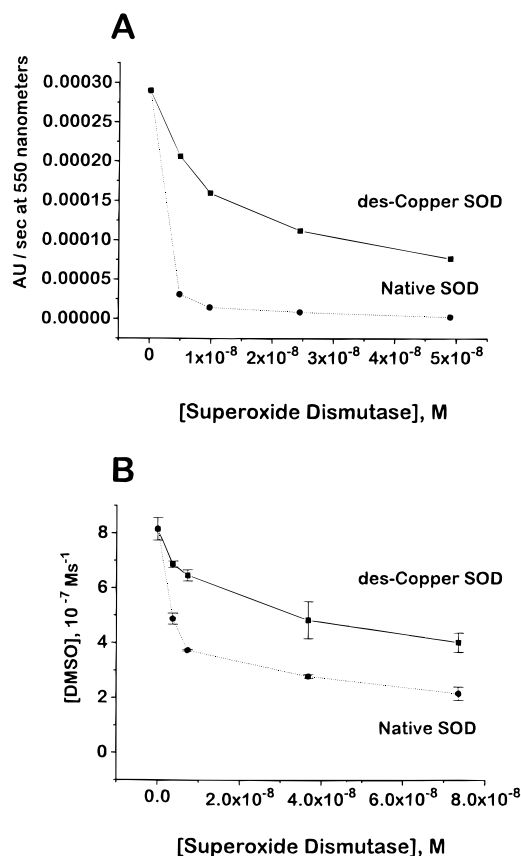 A
AU / sec at 550 nanometers
0.00030
0.00025
0.00020
0.00015
0.00010
0.00005
0.00000
des-Copper SOD
Native SOD
0 1x10⁻⁸ 2x10⁻⁸ 3x10⁻⁸ 4x10⁻⁸ 5x10⁻⁸
[Superoxide Dismutase], M
B
[DMSO], 10⁻⁷ Ms⁻¹
8
6
4
2
0
des-Copper SOD
Native SOD
0.0 2.0x10⁻⁸ 4.0x10⁻⁸ 6.0x10⁻⁸ 8.0x10⁻⁸
[Superoxide Dismutase], M